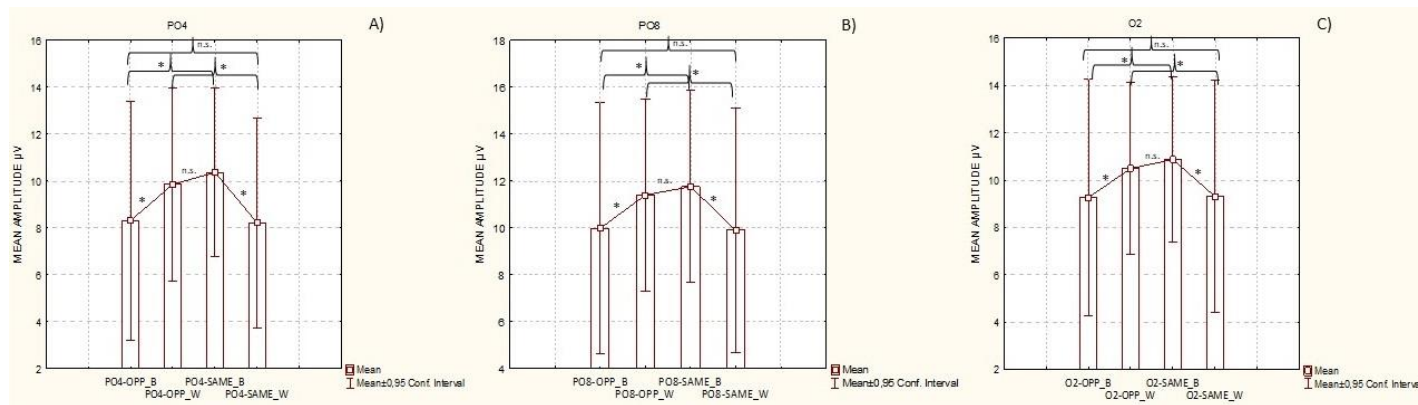 PO4
A)
16
14
12
10
8
6
4
2
MEAN AMPLITUDE µV
n.s.
*
*
*
n.s.
*
PO4-OPP_B
PO4-SAME_B
PO4-OPP_W
PO4-SAME_W
Mean
Mean±0,95 Conf. Interval
PO8
B)
18
16
14
12
10
8
6
4
MEAN AMPLITUDE µV
n.s.
*
*
*
n.s.
*
PO8-OPP_B
PO8-SAME_B
PO8-OPP_W
PO8-SAME_W
Mean
Mean±0,95 Conf. Interval
O2
C)
16
14
12
10
8
6
4
2
MEAN AMPLITUDE µV
n.s.
*
*
*
n.s.
*
O2-OPP_B
O2-SAME_B
O2-OPP_W
O2-SAME_W
Mean
Mean±0,95 Conf. Interval